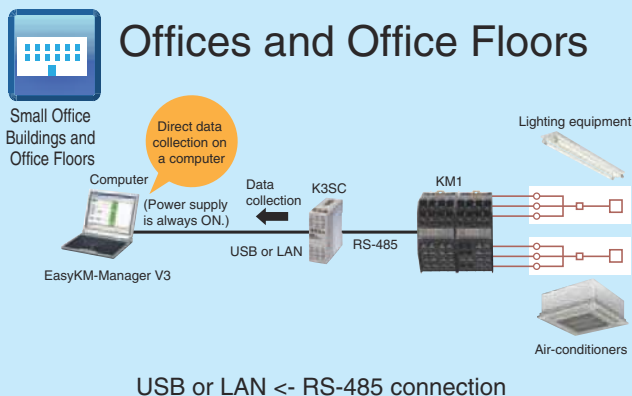 Offices and Office Floors
Small Office
Buildings and
Office Floors
Direct data
collection on
a computer
Computer
(Power supply
is always ON.)
EasyKM-Manager V3
Data
collection
USB or LAN
K3SC
RS-485
KM1
Lighting equipment
Air-conditioners
USB or LAN <- RS-485 connection